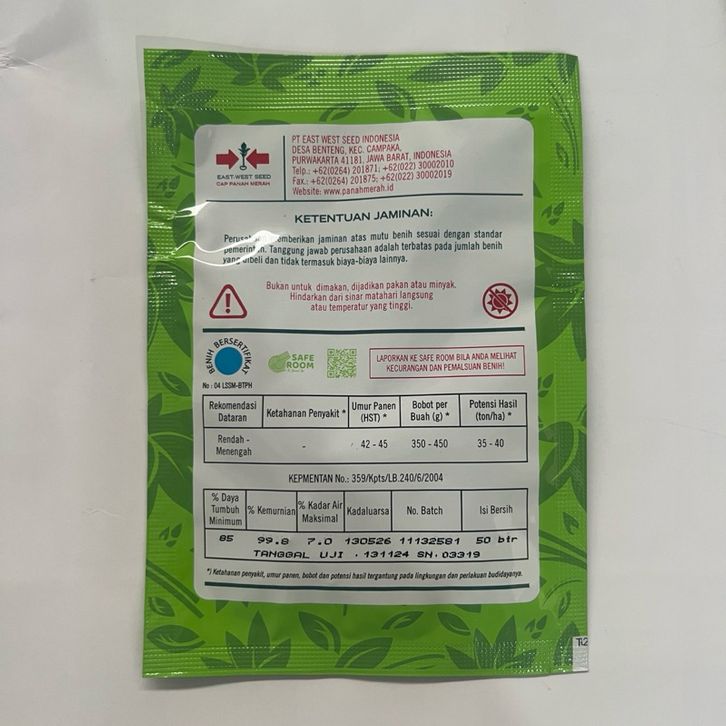 EAST-WEST SEED
CAP PANAH MERAH
PT EAST WEST SEED INDONESIA
DESA BENTENG, KEC. CAMPAKA,
PURWAKARTA 41181, JAWA BARAT, INDONESIA
Telp.: +62(0264) 201871; +62(022) 30002010
Fax.: +62(0264) 201875; +62(022) 30002019
Website: www.panahmerah.id
KETENTUAN JAMINAN:
memberikan jaminan atas mutu benih sesuai dengan standar
pemerintah. Tanggung jawab perusahaan adalah terbatas pada jumlah benih
yang dibeli dan tidak termasuk biaya-biaya lainnya.
Bukan untuk dimakan, dijadikan pakan atau minyak.
Hindarkan dari sinar matahari langsung
atau temperatur yang tinggi.
BENIH BERSERTIFIKAT
No : 04 LSSM-BTPH
SAFE
ROOM
LAPORKAN KE SAFE ROOM BILA ANDA MELIHAT
KECURANGAN DAN PEMALSUAN BENIH!
Rekomendasi Dataran Ketahanan Penyakit * Umur Panen (HST) * Bobot per Buah (g) * Potensi Hasil (ton/ha) *
Rendah - Menengah - 42 - 45 350 - 450 35 - 40
KEPMENTAN No.: 359/Kpts/LB.240/6/2004
% Daya Tumbuh Minimum % Kemurnian % Kadar Air Maksimal Kadaluarsa No. Batch Isi Bersih
85 99.8 7.0 130526 11132581 50 btr
TANGGAL UJI : 131124 SN: 03319
*) Ketahanan penyakit, umur panen, bobot dan potensi hasil tergantung pada lingkungan dan perlakuan budidayanya.